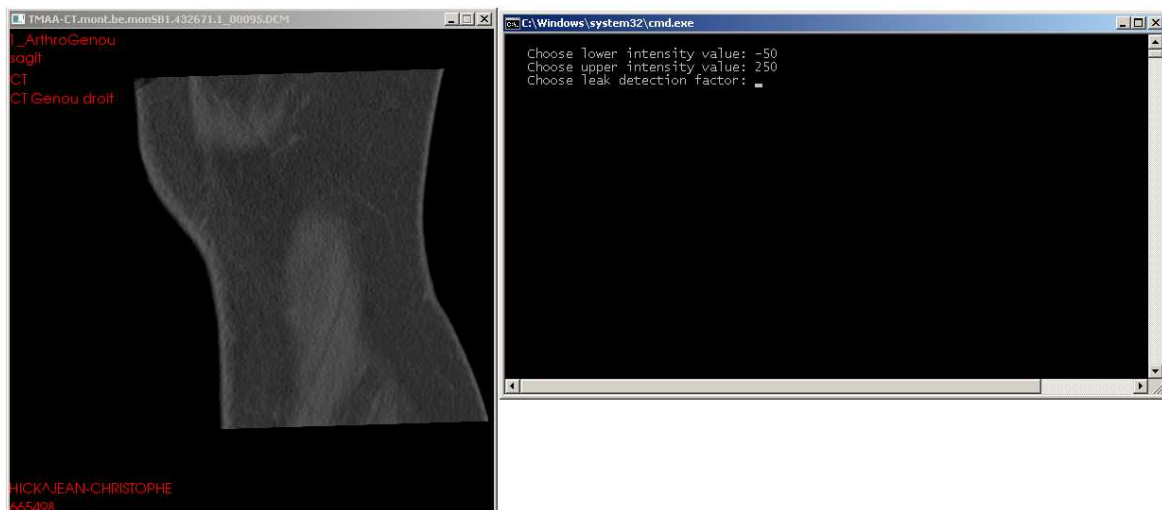 TMAA-CT.mont.be.monSB1.432671.1_00095.DCM
1_ArthroGenou
sagit
CT
CT Genou droit
HICK^JEAN-CHRISTOPHE
665498
C:\Windows\system32\cmd.exe
Choose lower intensity value: -50
Choose upper intensity value: 250
Choose leak detection factor: